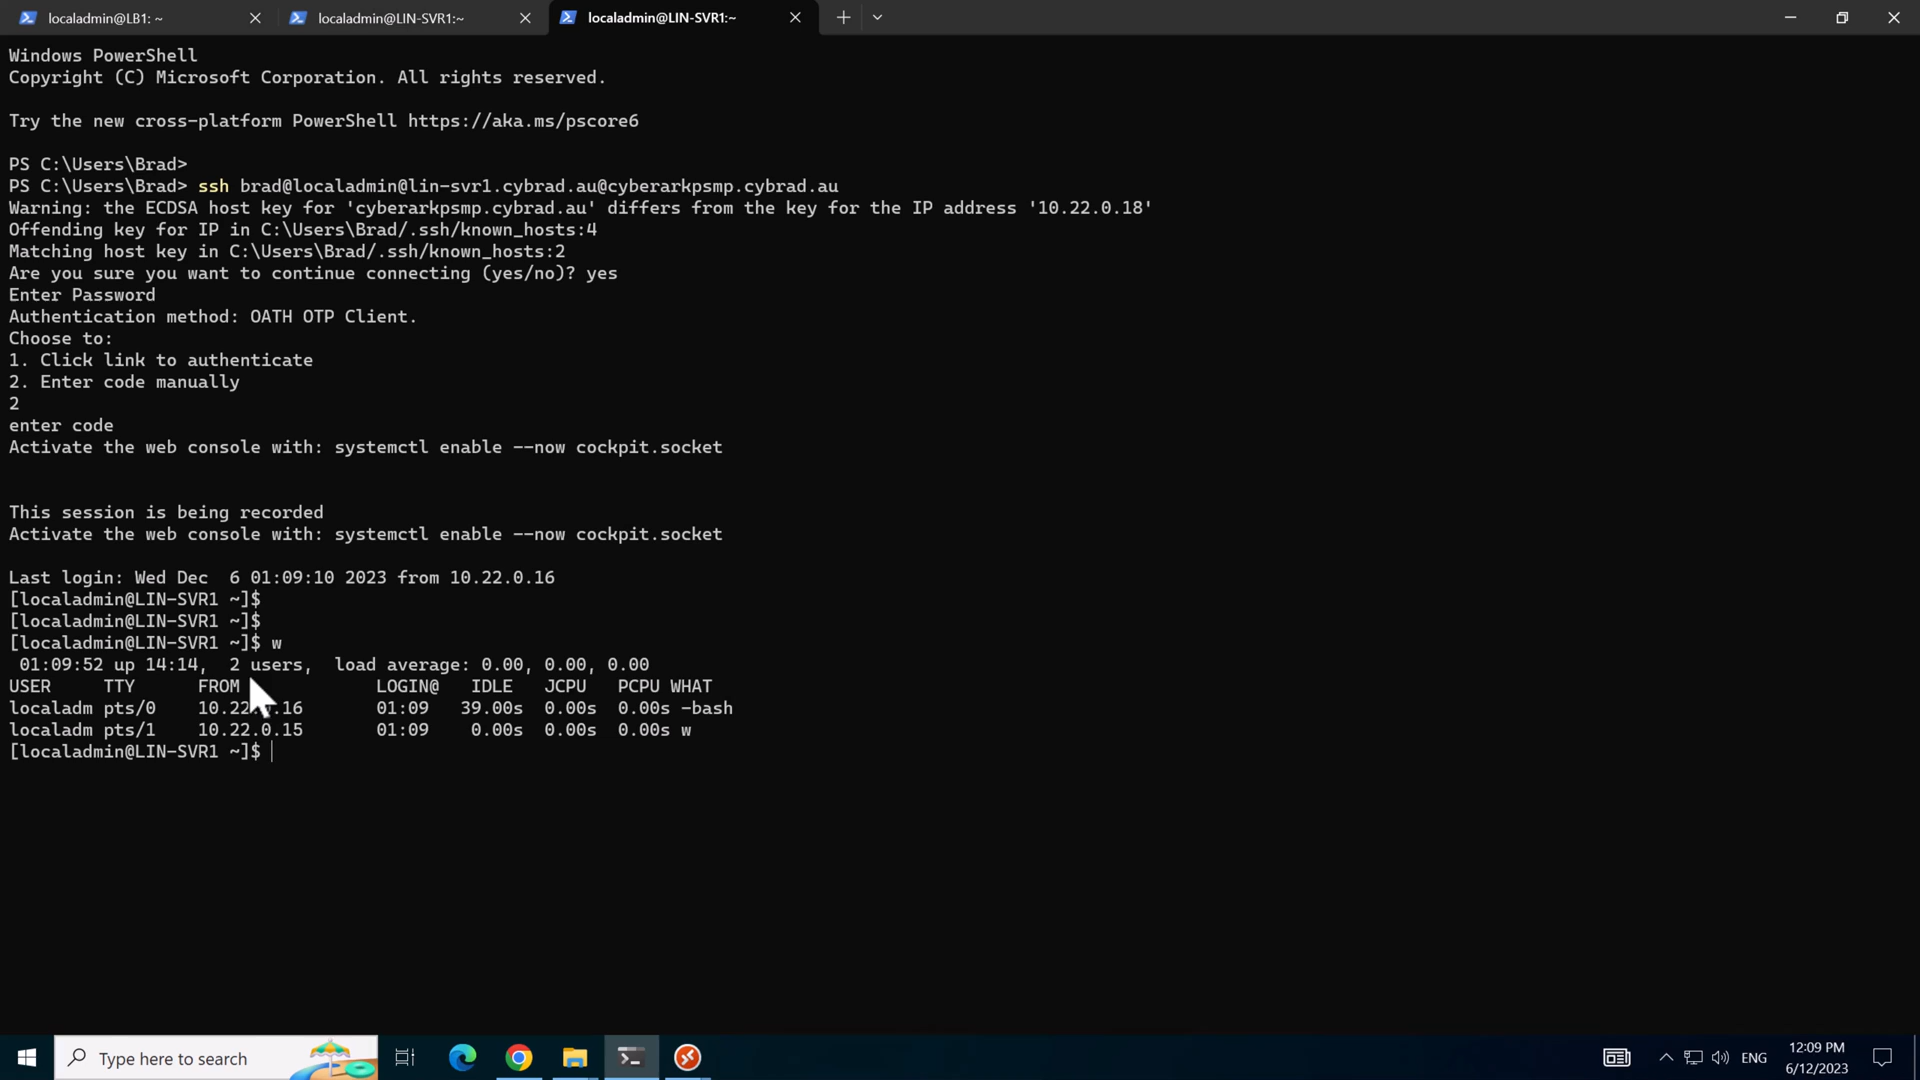 localadmin@LB1: ~
localadmin@LIN-SVR1:~
localadmin@LIN-SVR1:~
Windows PowerShell
Copyright (C) Microsoft Corporation. All rights reserved.
Try the new cross-platform PowerShell https://aka.ms/pscore6
PS C:\Users\Brad>
PS C:\Users\Brad> ssh brad@localadmin@lin-svr1.cybrad.au@cyberarkpsmp.cybrad.au
Warning: the ECDSA host key for 'cyberarkpsmp.cybrad.au' differs from the key for the IP address '10.22.0.18'
Offending key for IP in C:\Users\Brad/.ssh/known_hosts:4
Matching host key in C:\Users\Brad/.ssh/known_hosts:2
Are you sure you want to continue connecting (yes/no)? yes
Enter Password
Authentication method: OATH OTP Client.
Choose to:
1. Click link to authenticate
2. Enter code manually
2
enter code
Activate the web console with: systemctl enable --now cockpit.socket
This session is being recorded
Activate the web console with: systemctl enable --now cockpit.socket
Last login: Wed Dec  6 01:09:10 2023 from 10.22.0.16
[localadmin@LIN-SVR1 ~]$
[localadmin@LIN-SVR1 ~]$
[localadmin@LIN-SVR1 ~]$ w
01:09:52 up 14:14,  2 users,  load average: 0.00, 0.00, 0.00
USER     TTY      FROM             LOGIN@   IDLE   JCPU   PCPU WHAT
localadm pts/0    10.22.0.16       01:09   39.00s  0.00s  0.00s -bash
localadm pts/1    10.22.0.15       01:09    0.00s  0.00s  0.00s w
[localadmin@LIN-SVR1 ~]$
Type here to search
ENG
12:09 PM
6/12/2023